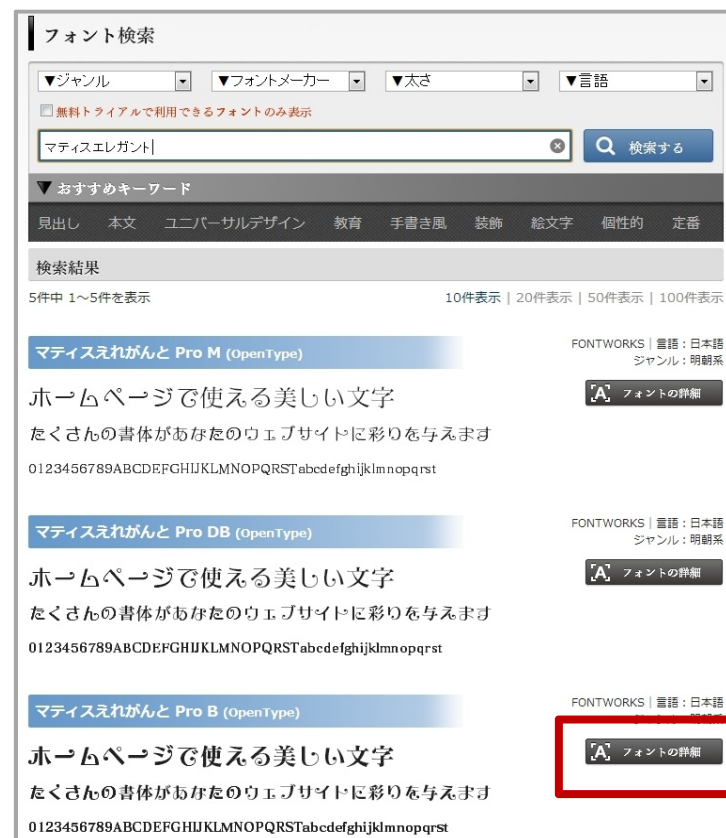 フォント検索
▼ジャンル ▼フォントメーカー ▼太さ ▼言語
無料トライアルで利用できるフォントのみ表示
マティスエレガント 検索する
▼ おすすめキーワード
見出し 本文 ユニバーサルデザイン 教育 手書き風 装飾 絵文字 個性的 定番
検索結果
5件中 1～5件を表示 10件表示 | 20件表示 | 50件表示 | 100件表示
マティスえれがんと Pro M (OpenType) FONTWORKS | 言語：日本語
ジャンル：明朝系
ホームページで使える美しい文字 [A] フォントの詳細
たくさんの書体があなたのウェブサイトに彩りを与えます
0123456789ABCDEFGHIJKLMNOPQRSTabcdefghijklmnopqrst
マティスえれがんと Pro DB (OpenType) FONTWORKS | 言語：日本語
ジャンル：明朝系
ホームページで使える美しい文字 [A] フォントの詳細
たくさんの書体があなたのウェブサイトに彩りを与えます
0123456789ABCDEFGHIJKLMNOPQRSTabcdefghijklmnopqrst
マティスえれがんと Pro B (OpenType) FONTWORKS | 言語：日本語
ホームページで使える美しい文字 [A] フォントの詳細
たくさんの書体があなたのウェブサイトに彩りを与えます
0123456789ABCDEFGHIJKLMNOPQRSTabcdefghijklmnopqrst